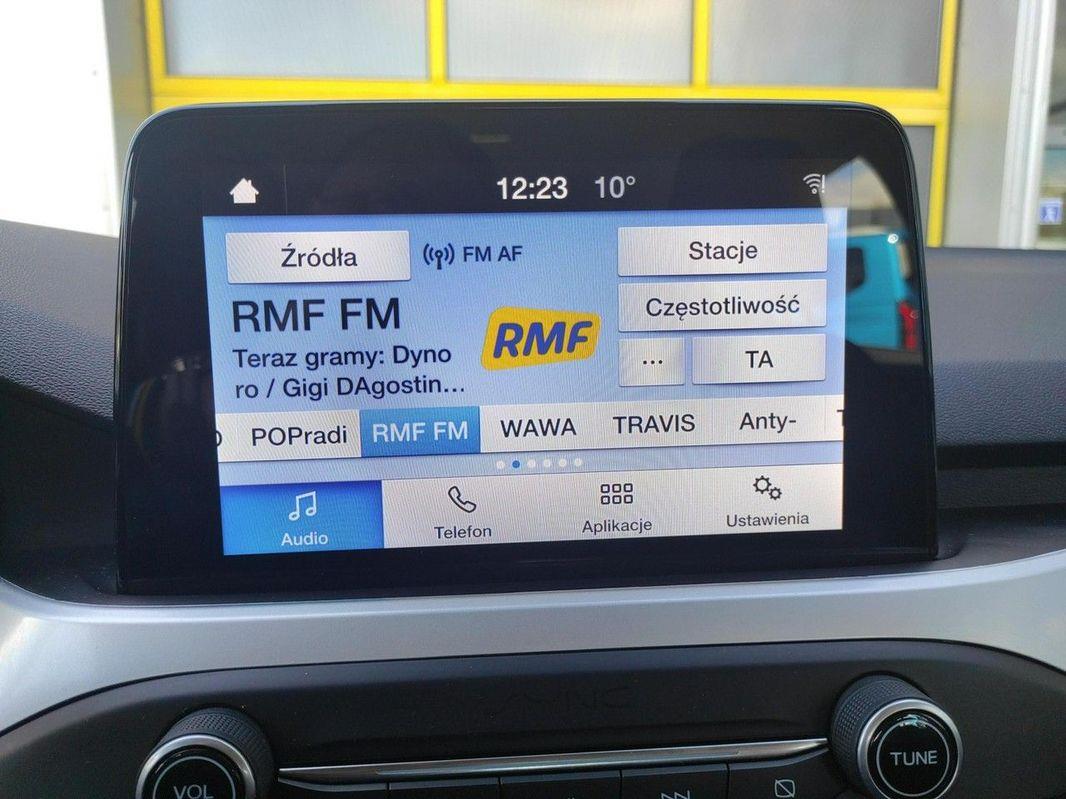 12:23 10°
Źródła
FM AF
Stacje
RMF FM
RMF
Częstotliwość
Teraz gramy: Dyno
ro / Gigi DAgostin...
...
TA
POPradi
RMF FM
WAWA
TRAVIS
Anty-
Audio
Telefon
Aplikacje
Ustawienia
SYNC
VOL
TUNE